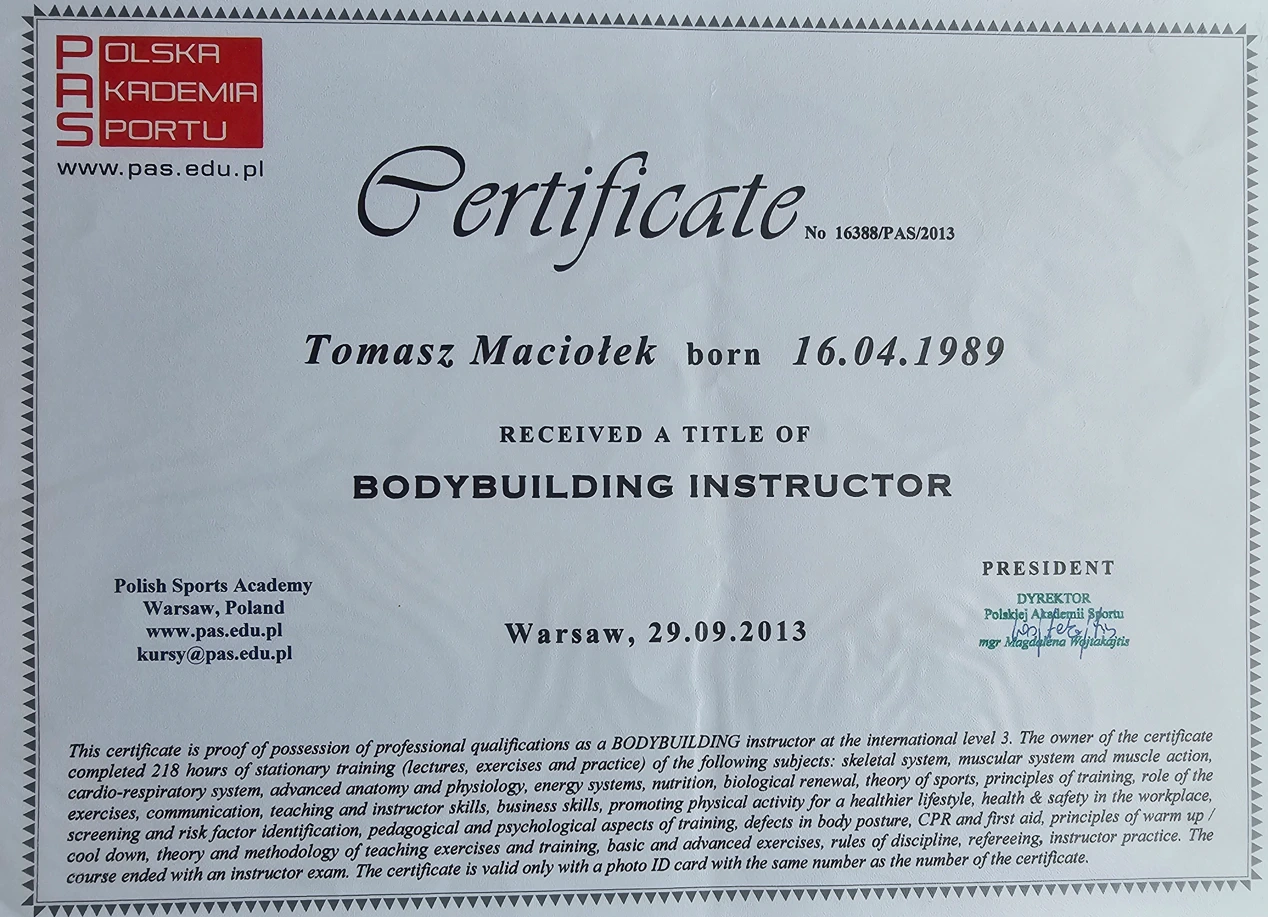 POLSKA
AKADEMIA
SPORTU
www.pas.edu.pl
Certificate No 16388/PAS/2013
Tomasz Maciołek born 16.04.1989
RECEIVED A TITLE OF
BODYBUILDING INSTRUCTOR
Polish Sports Academy
Warsaw, Poland
www.pas.edu.pl
kursy@pas.edu.pl
Warsaw, 29.09.2013
PRESIDENT
DYREKTOR
Polskiej Akademii Sportu
mgr Magdalena Wojtakajtis
This certificate is proof of possession of professional qualifications as a BODYBUILDING instructor at the international level 3. The owner of the certificate
completed 218 hours of stationary training (lectures, exercises and practice) of the following subjects: skeletal system, muscular system and muscle action,
cardio-respiratory system, advanced anatomy and physiology, energy systems, nutrition, biological renewal, theory of sports, principles of training, role of the
exercises, communication, teaching and instructor skills, business skills, promoting physical activity for a healthier lifestyle, health & safety in the workplace,
screening and risk factor identification, pedagogical and psychological aspects of training, defects in body posture, CPR and first aid, principles of warm up /
cool down, theory and methodology of teaching exercises and training, basic and advanced exercises, rules of discipline, refereeing, instructor practice. The
course ended with an instructor exam. The certificate is valid only with a photo ID card with the same number as the number of the certificate.